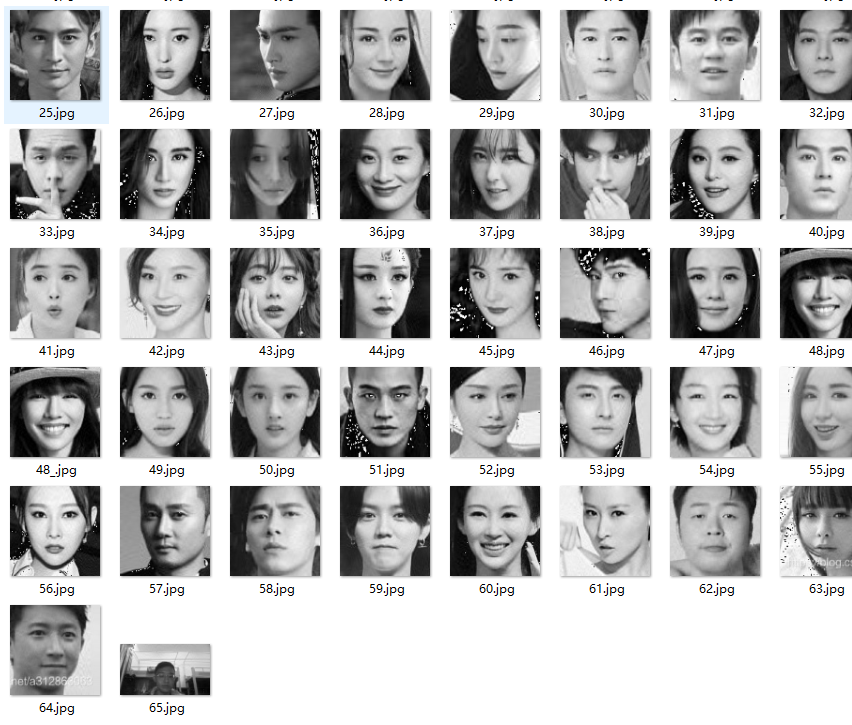 25.jpg 26.jpg 27.jpg 28.jpg 29.jpg 30.jpg 31.jpg 32.jpg
33.jpg 34.jpg 35.jpg 36.jpg 37.jpg 38.jpg 39.jpg 40.jpg
41.jpg 42.jpg 43.jpg 44.jpg 45.jpg 46.jpg 47.jpg 48.jpg
48_.jpg 49.jpg 50.jpg 51.jpg 52.jpg 53.jpg 54.jpg 55.jpg
blog.cs
56.jpg 57.jpg 58.jpg 59.jpg 60.jpg 61.jpg 62.jpg 63.jpg
64.jpg 65.jpg